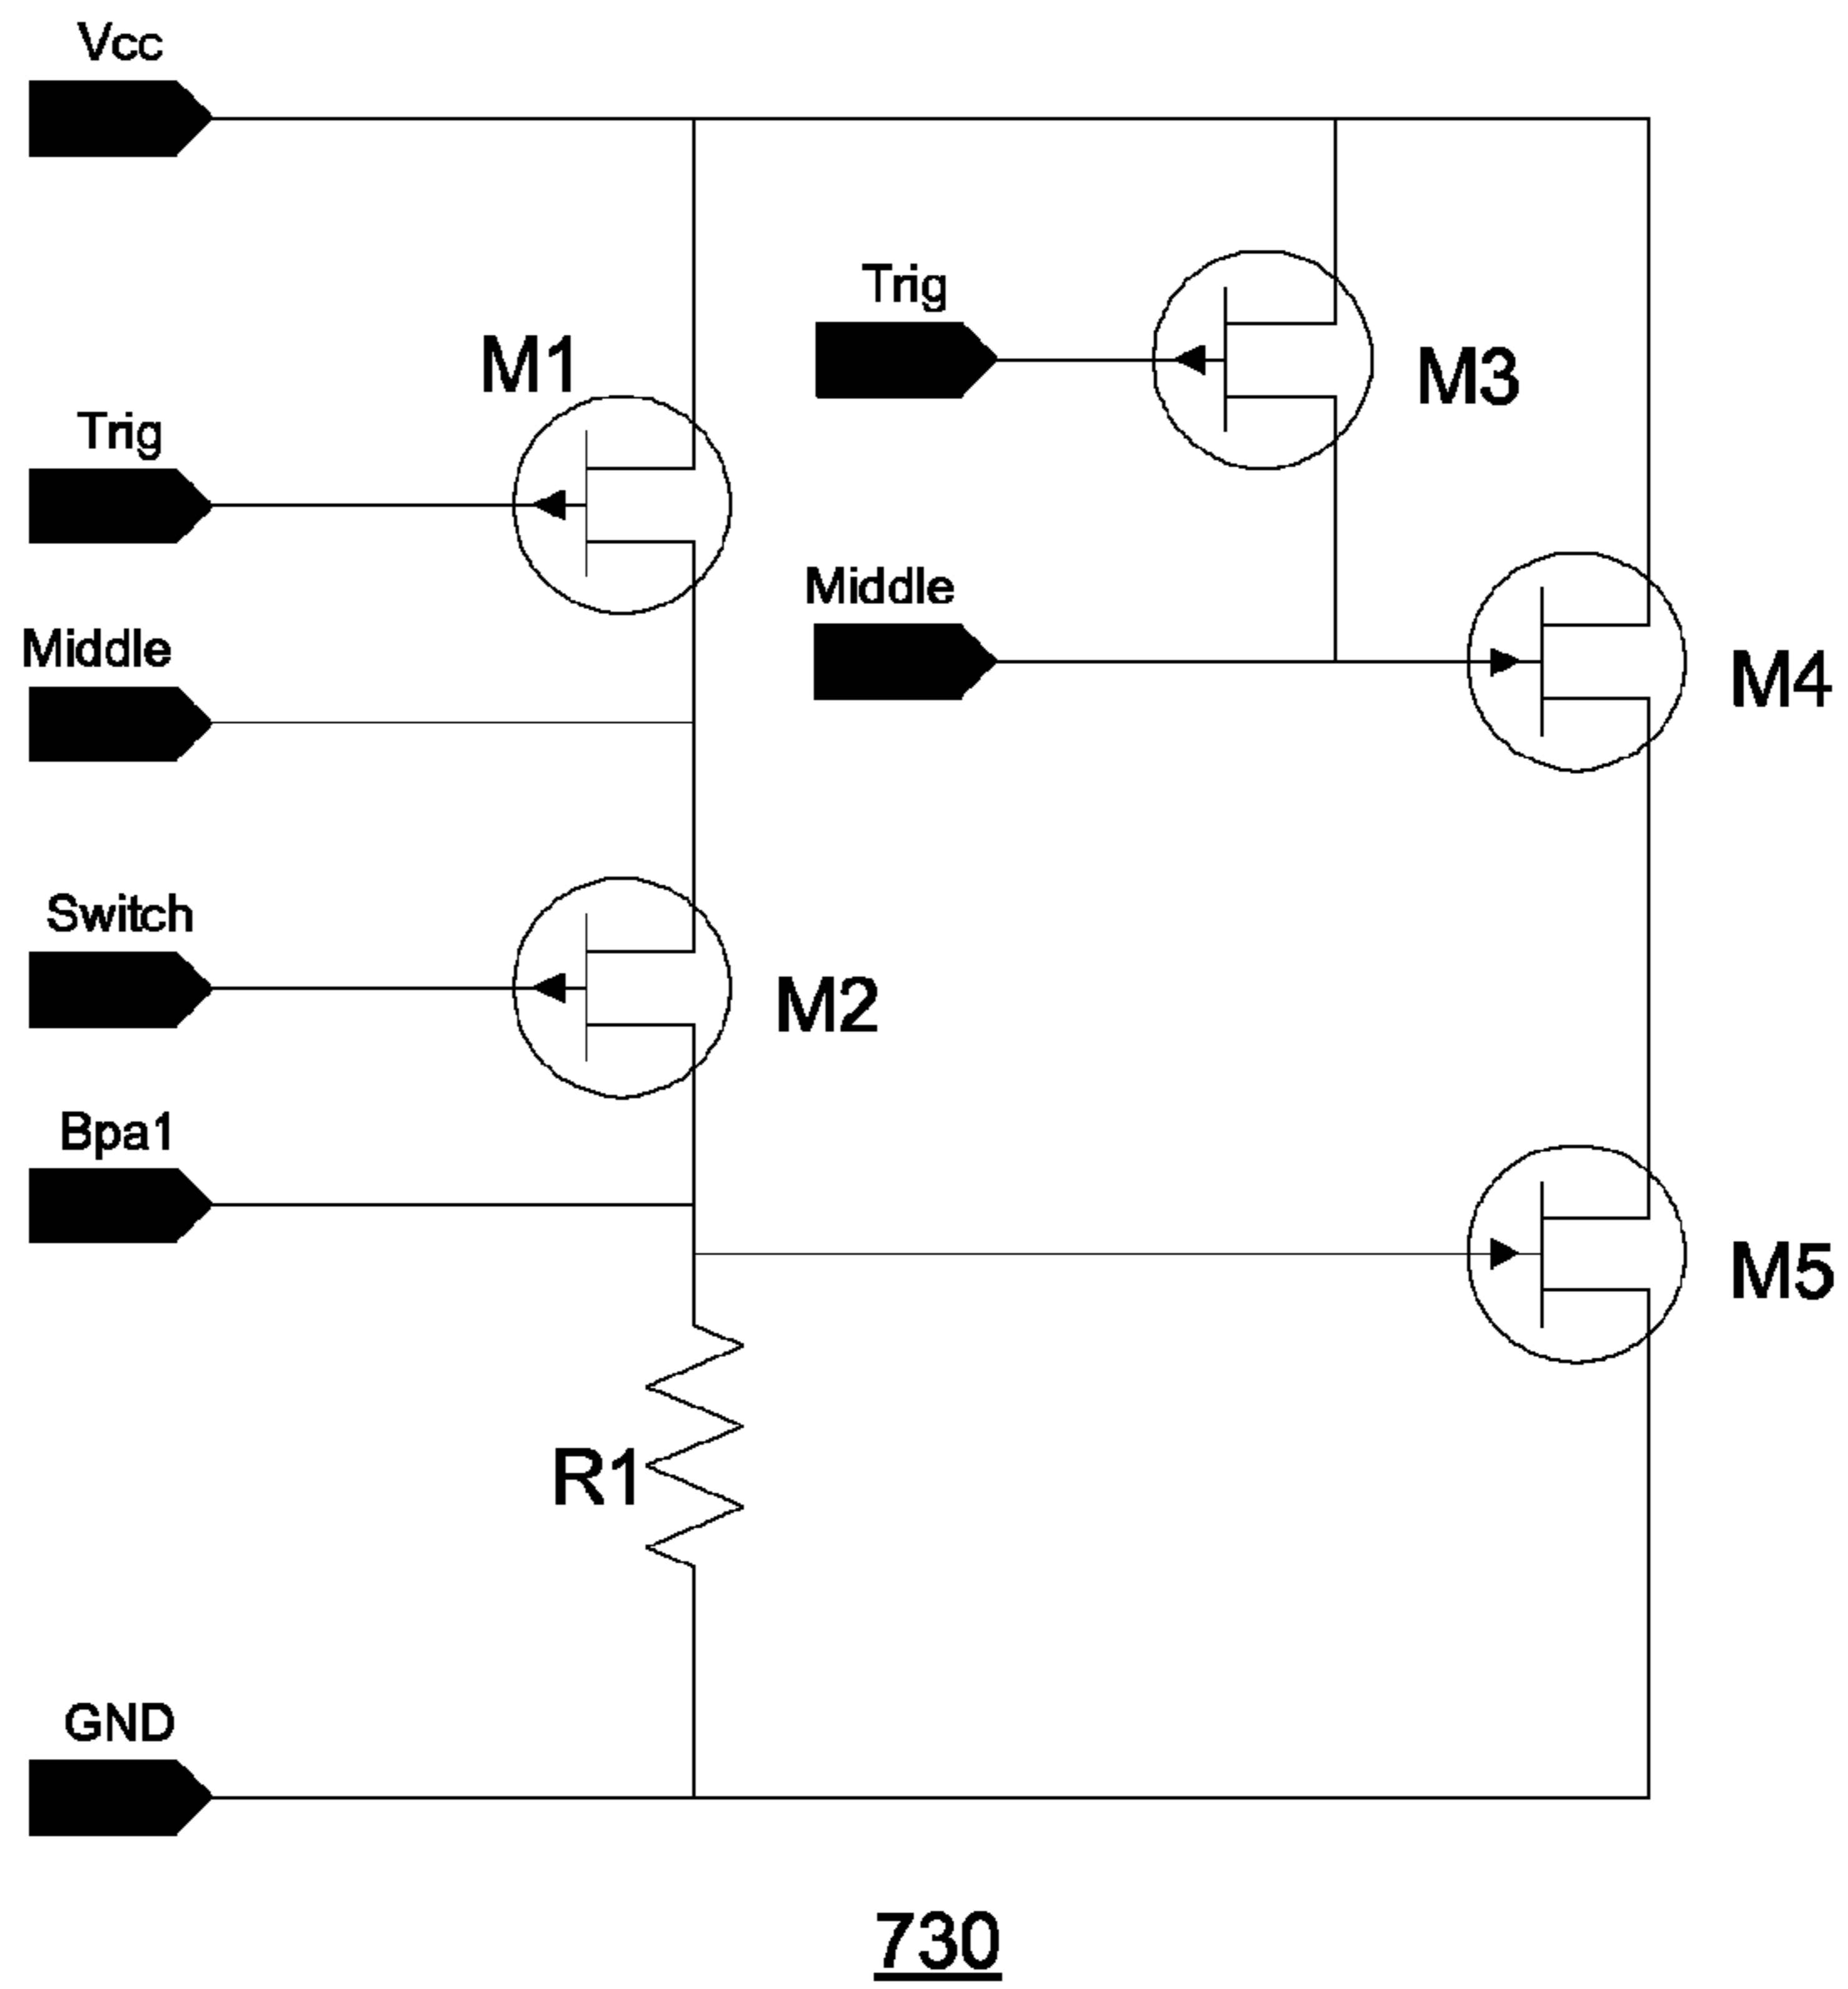 Vcc
Trig
M1
M3
Trig
Middle
Middle
M4
Switch
M2
Bpa1
M5
R1
GND
730